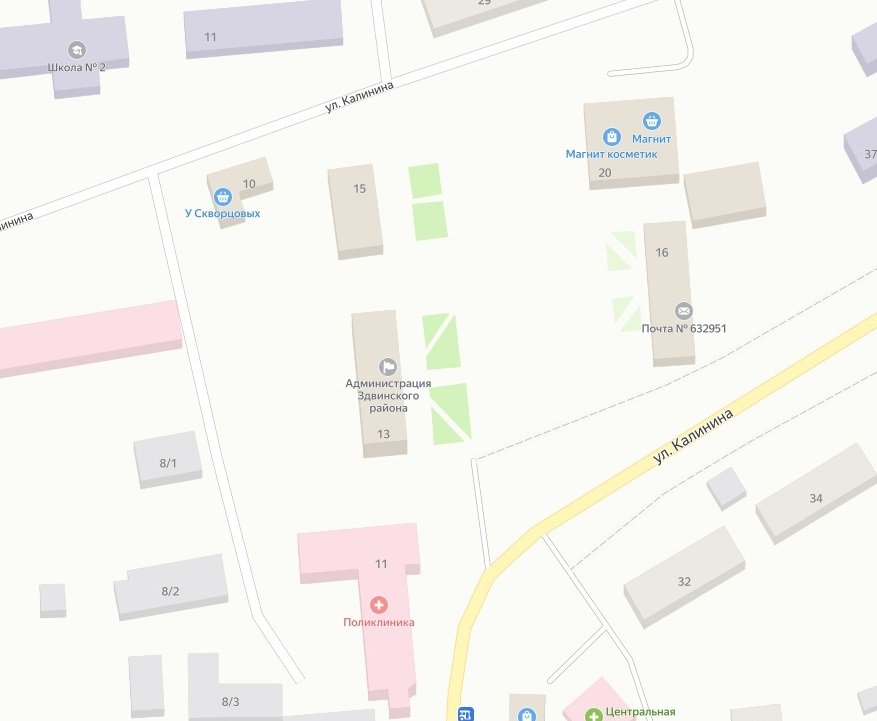 29
11
Школа № 2
ул. Калинина
Магнит
Магнит косметик
20
37
10
15
У Скворцовых
линина
16
Почта № 632951
Администрация
Здвинского
района
13
ул. Калинина
8/1
34
11
32
8/2
Поликлиника
8/3
Центральная